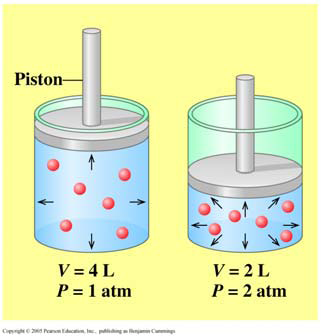 Piston
V = 4 L
P = 1 atm
V = 2 L
P = 2 atm
Copyright © 2005 Pearson Education, Inc., publishing as Benjamin Cummings